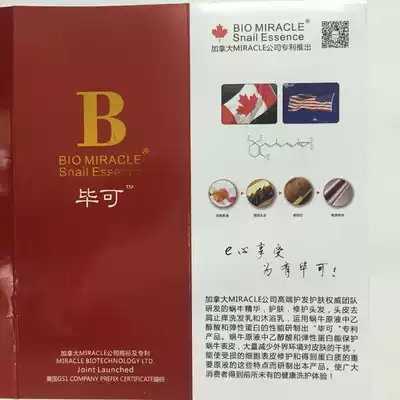 B
BIO MIRACLE®
Snail Essence
毕可™
加拿大MIRACLE公司商标及专利
MIRACLE BIOTECHNOLOGY LTD.
Joint Launched
美国GS1 COMPANY PREFIX CERTIFICATE编码
BIO MIRACLE®
Snail Essence
加拿大MIRACLE公司专利推出
e心享受
为有毕可!
加拿大MIRACLE公司高端护发护肤权威团队
研发的蜗牛精华，护肤，修护头发，头皮去
屑止痒洗发乳和沐浴乳，运用蜗牛原液中乙
醇酸和弹性蛋白的性能研制出“毕可”专利
产品。蜗牛原液中乙醇酸和弹性蛋白能保护
蜗牛表皮，大量减少外界环境对皮肤的干扰，
能使受损的细胞表皮修护和得到蛋白质的重
要原液的这些特点而研制出本产品。使广大
消费者得到前所未有的健康洗护体验！